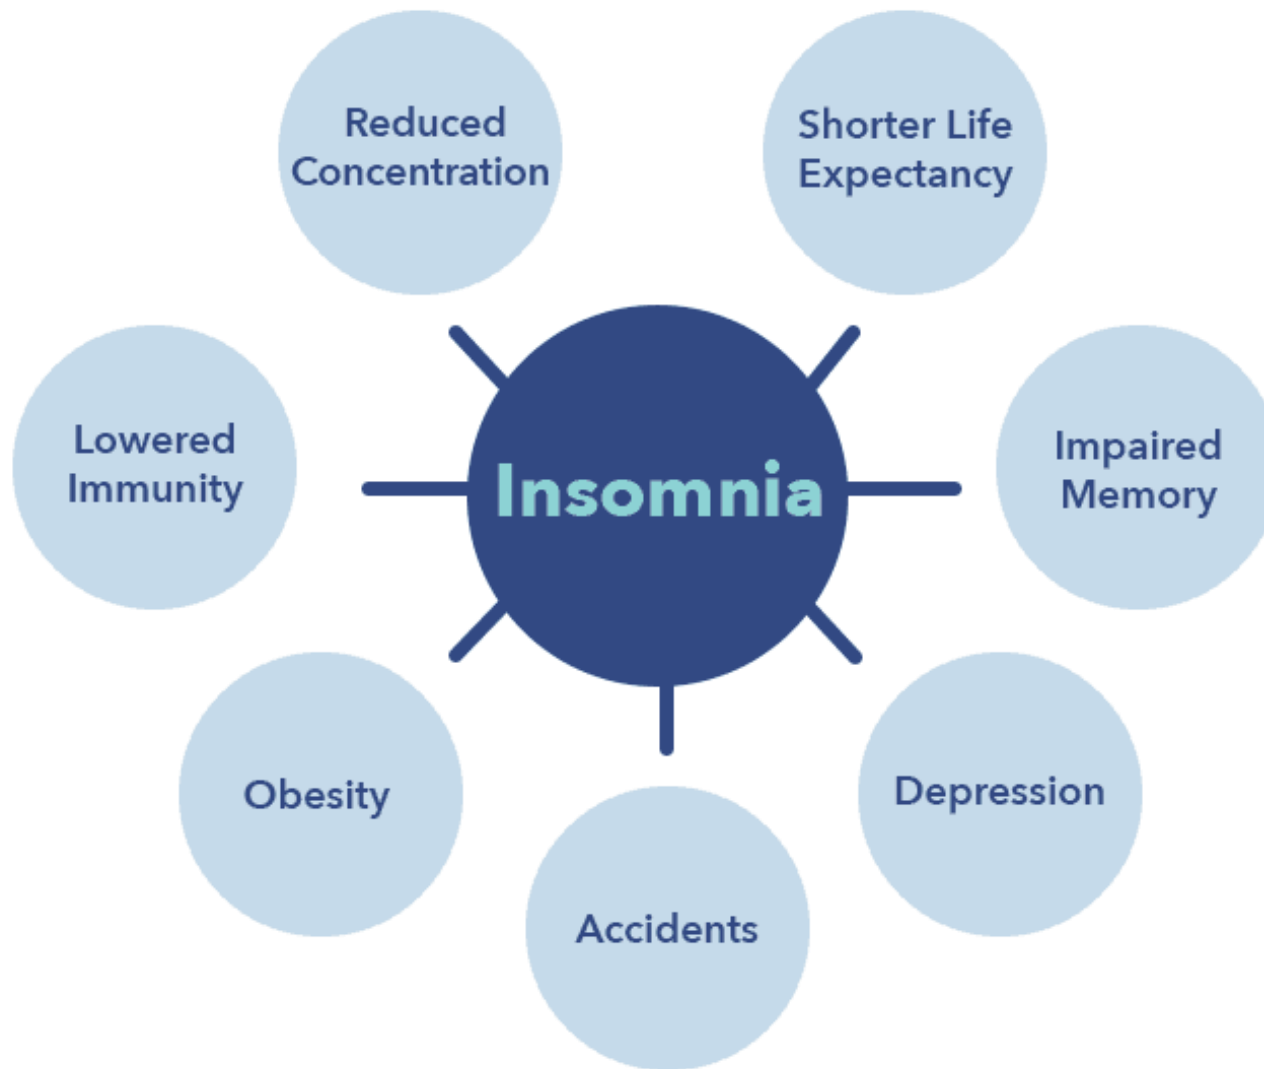 Reduced
Concentration
Shorter Life
Expectancy
Lowered
Immunity
Insomnia
Impaired
Memory
Obesity
Depression
Accidents